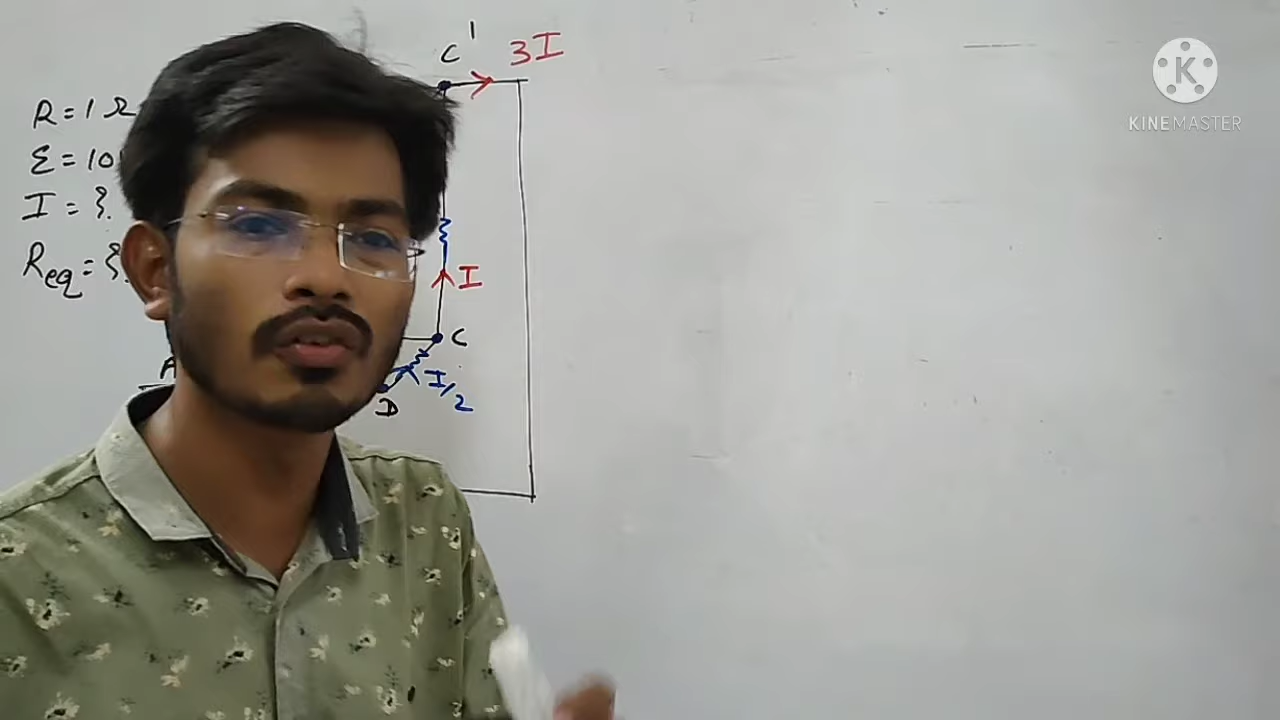 C' 3I
R = 1 Ω
Ɛ = 10
I = ?
Req = ?
I
C
A
I/2
D
K
KINEMASTER